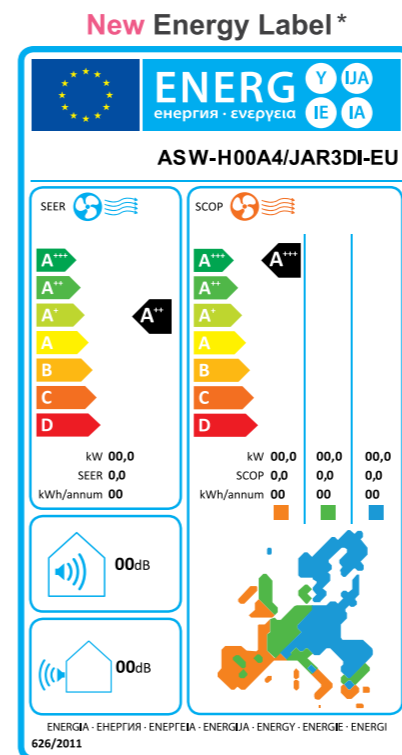 New Energy Label*
ENERG Y IJA
енергия · ενεργεια IE IA
ASW-H00A4/JAR3DI-EU
SEER
SCOP
A+++
A++
A+
A
B
C
D
A++
kW 00,0
SEER 0,0
kWh/annum 00
A+++
A++
A+
A
B
C
D
A+++
kW 00,0 00,0 00,0
SCOP 0,0 0,0 0,0
kWh/annum 00 00 00
00dB
00dB
ENERGIA - ЕНЕРГИЯ - ΕΝΕΡΓΕΙΑ - ENERGIJA - ENERGY - ENERGIE - ENERGI
626/2011